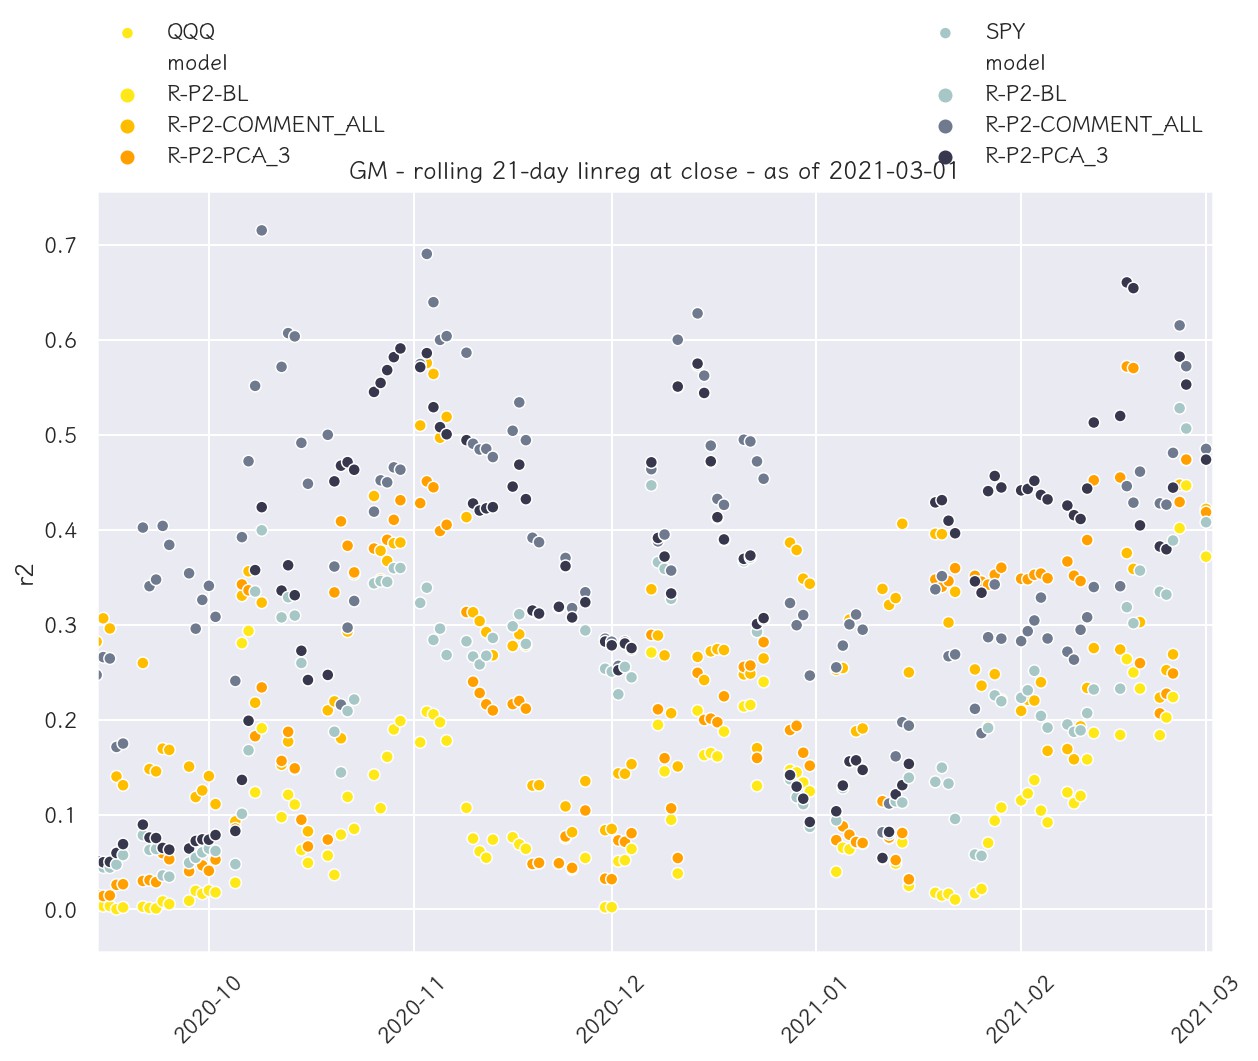 QQQ
model
R-P2-BL
R-P2-COMMENT_ALL
R-P2-PCA_3
SPY
model
R-P2-BL
R-P2-COMMENT_ALL
R-P2-PCA_3
GM - rolling 21-day linreg at close - as of 2021-03-01
0.7
0.6
0.5
0.4
0.3
0.2
0.1
0.0
r2
2020-10
2020-11
2020-12
2021-01
2021-02
2021-03